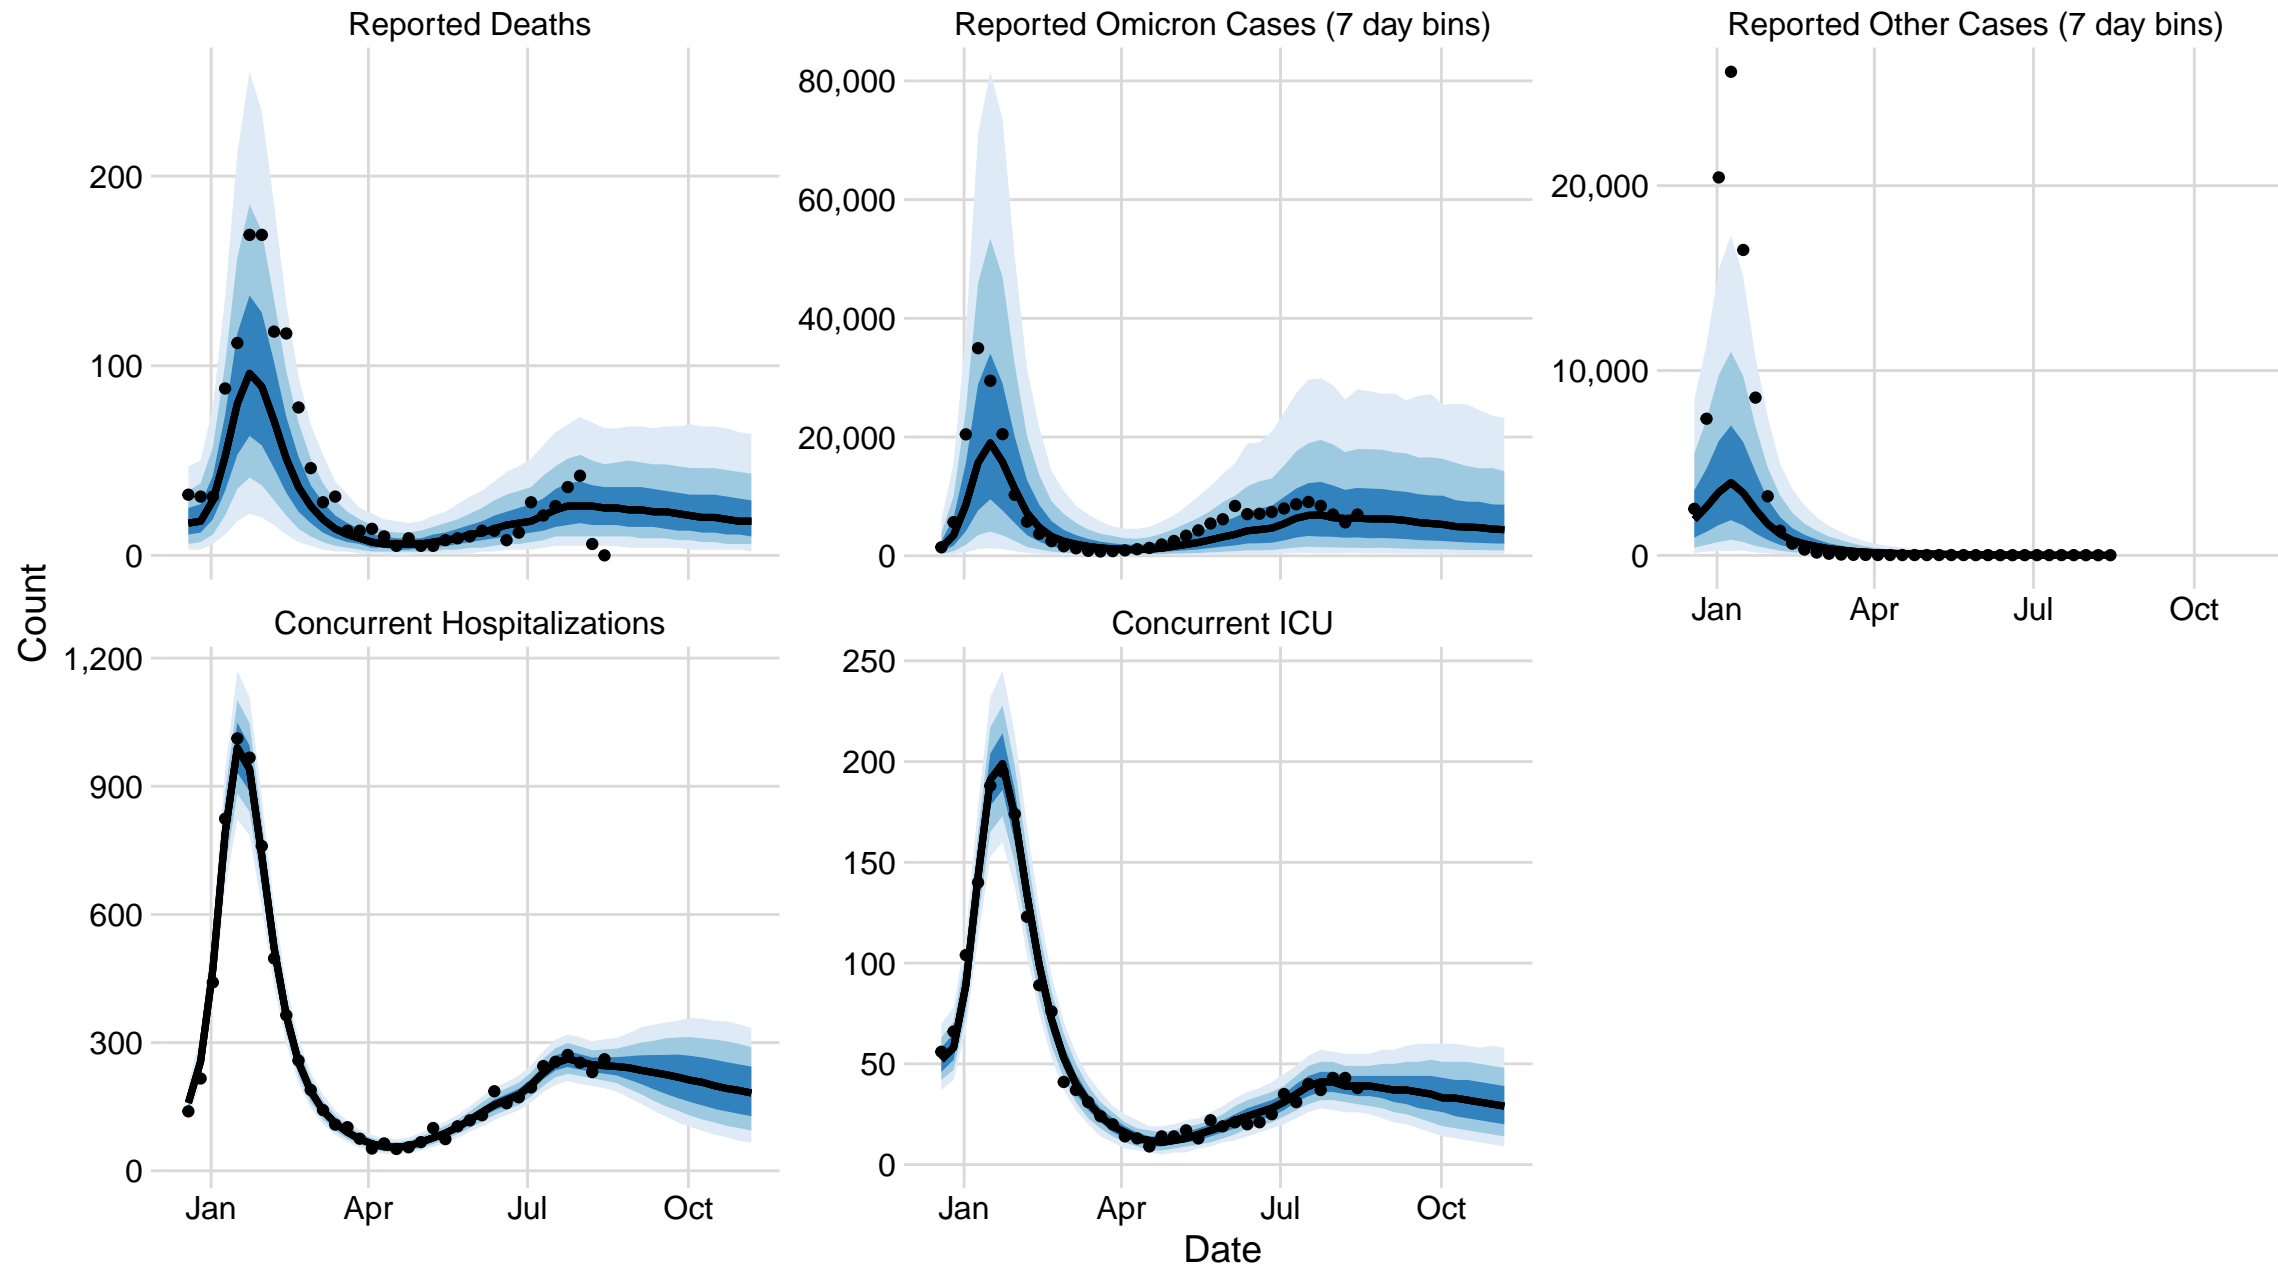 Reported Deaths
Reported Omicron Cases (7 day bins)
Reported Other Cases (7 day bins)
200
100
0
80,000
60,000
40,000
20,000
0
20,000
10,000
0
Jan Apr Jul Oct
Count
Concurrent Hospitalizations
Concurrent ICU
1,200
900
600
300
0
Jan Apr Jul Oct
250
200
150
100
50
0
Jan Apr Jul Oct
Date